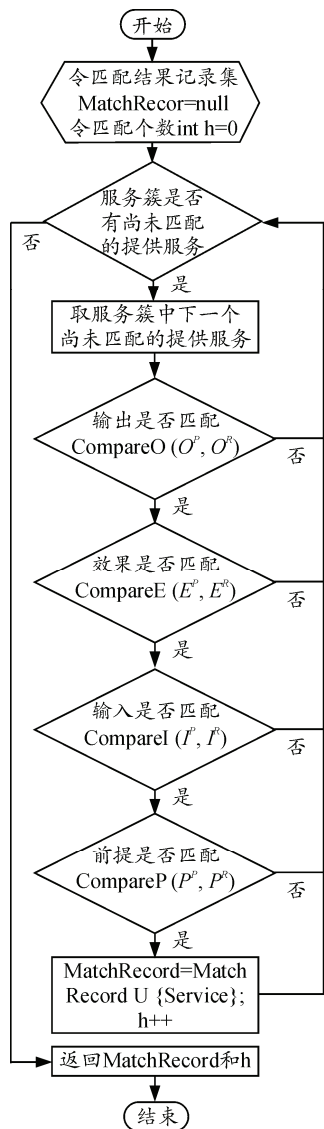 开始
令匹配结果记录集
MatchRecor=null
令匹配个数int h=0
服务簇是否
有尚未匹配
的提供服务
否
是
取服务簇中下一个
尚未匹配的提供服务
输出是否匹配
CompareO (O^P, O^R)
否
是
效果是否匹配
CompareE (E^P, E^R)
否
是
输入是否匹配
CompareI (I^P, I^R)
否
是
前提是否匹配
CompareP (P^P, P^R)
否
是
MatchRecord=Match
Record U {Service};
h++
返回MatchRecord和h
结束